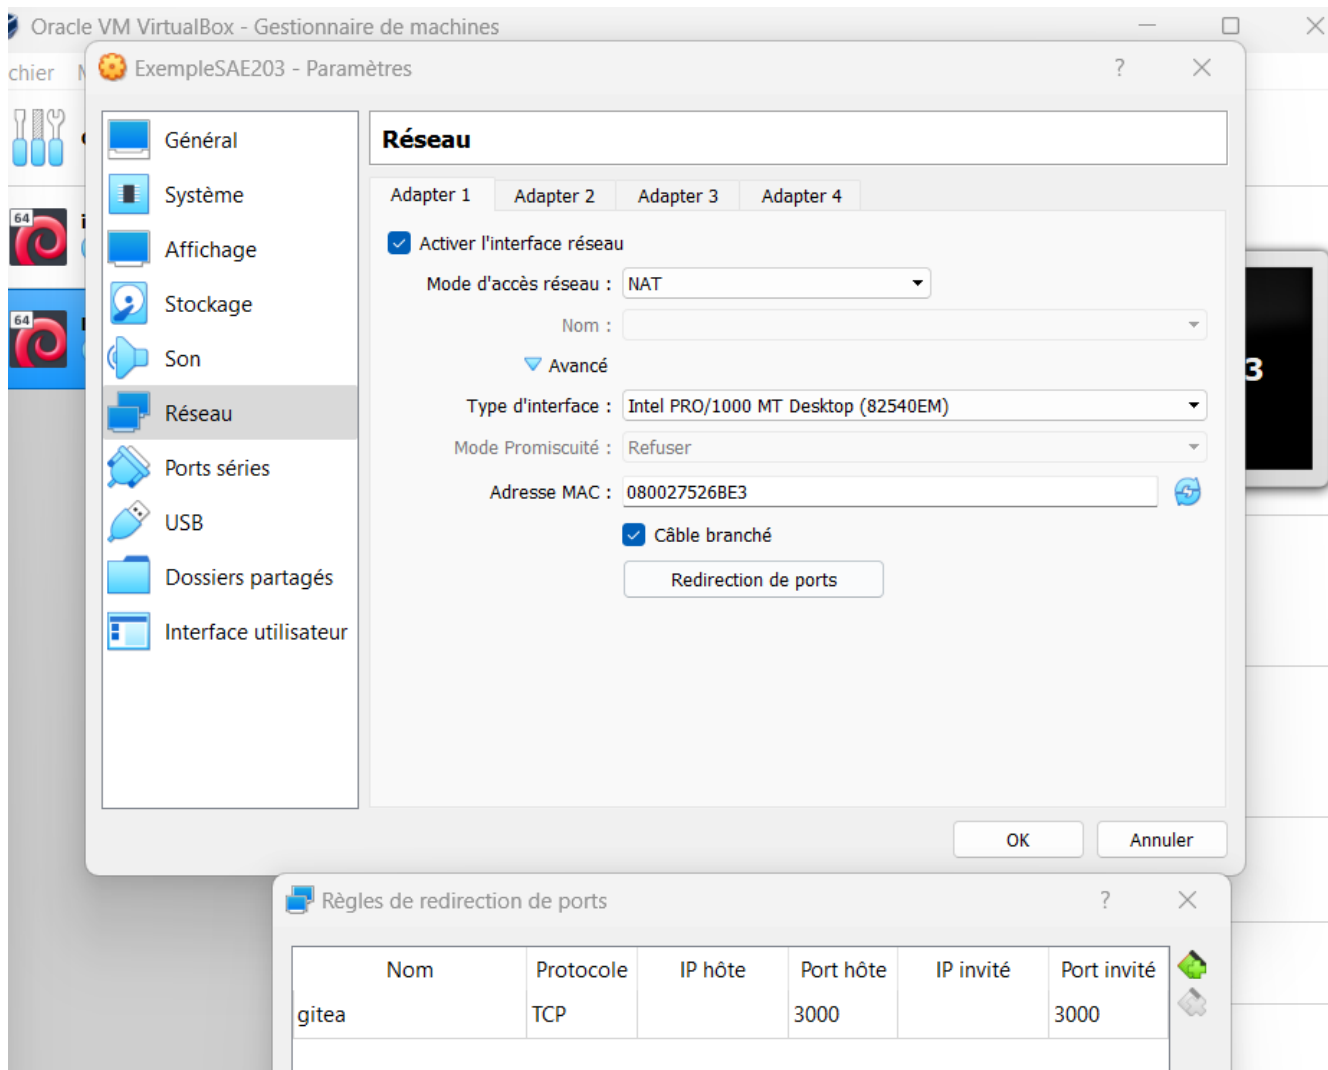 Oracle VM VirtualBox - Gestionnaire de machines
chier
ExempleSAE203 - Paramètres
?
Général
Système
Affichage
Stockage
Son
Réseau
Ports séries
USB
Dossiers partagés
Interface utilisateur
64
64
Réseau
Adapter 1 Adapter 2 Adapter 3 Adapter 4
Activer l'interface réseau
Mode d'accès réseau : NAT
Nom :
Avancé
Type d'interface : Intel PRO/1000 MT Desktop (82540EM)
Mode Promiscuité : Refuser
Adresse MAC : 080027526BE3
Câble branché
Redirection de ports
3
OK Annuler
Règles de redirection de ports
?
Nom Protocole IP hôte Port hôte IP invité Port invité
gitea TCP 3000 3000